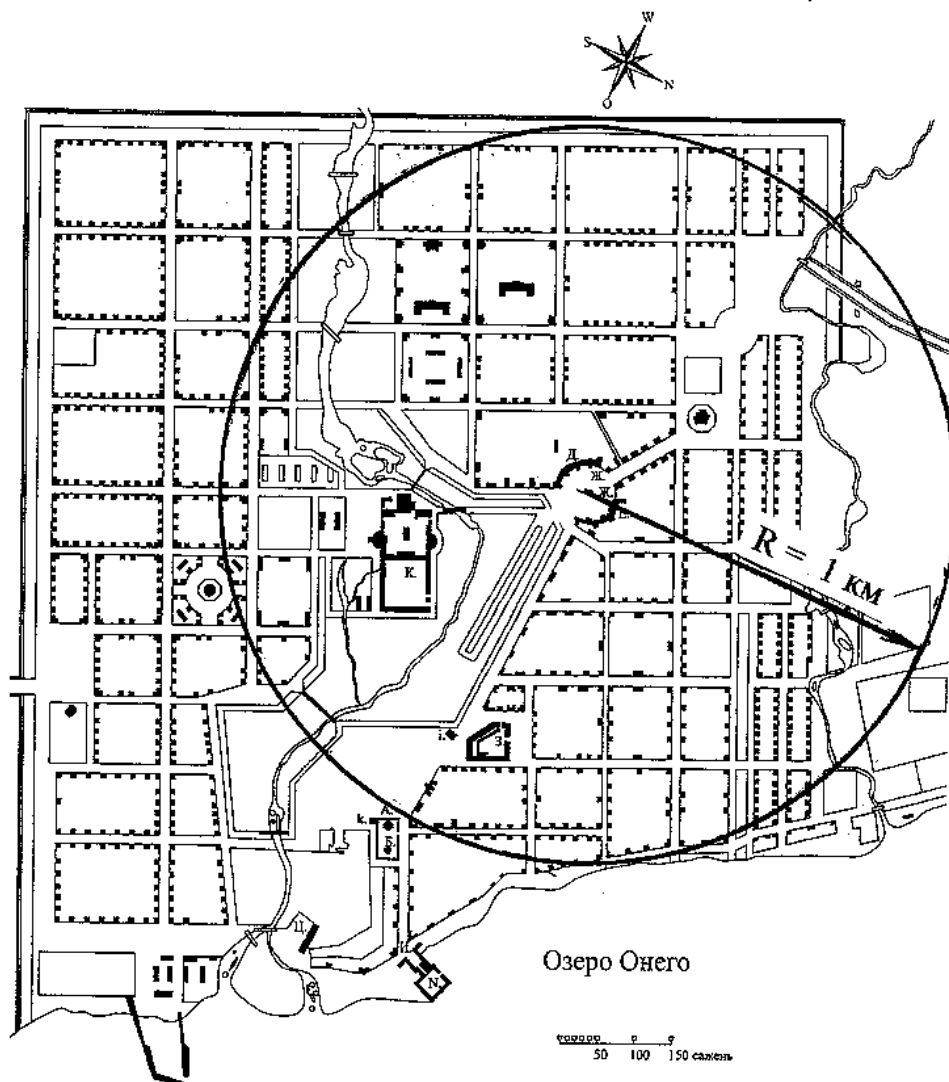 W
S
N
O
Д
Ж
Ж.
R = 1 км
К.
i.
З.
А.
k.
Ц.
И.
N.
Озеро Онего
50 100 150 сажень